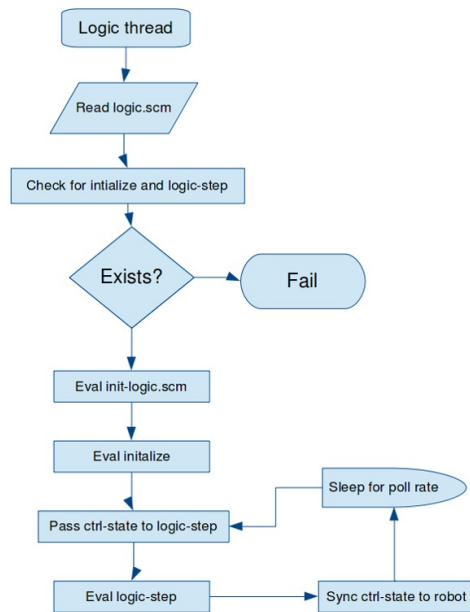 Logic thread
Read logic.scm
Check for intialize and logic-step
Exists?
Fail
Eval init-logic.scm
Eval initalize
Sleep for poll rate
Pass ctrl-state to logic-step
Eval logic-step
Sync ctrl-state to robot